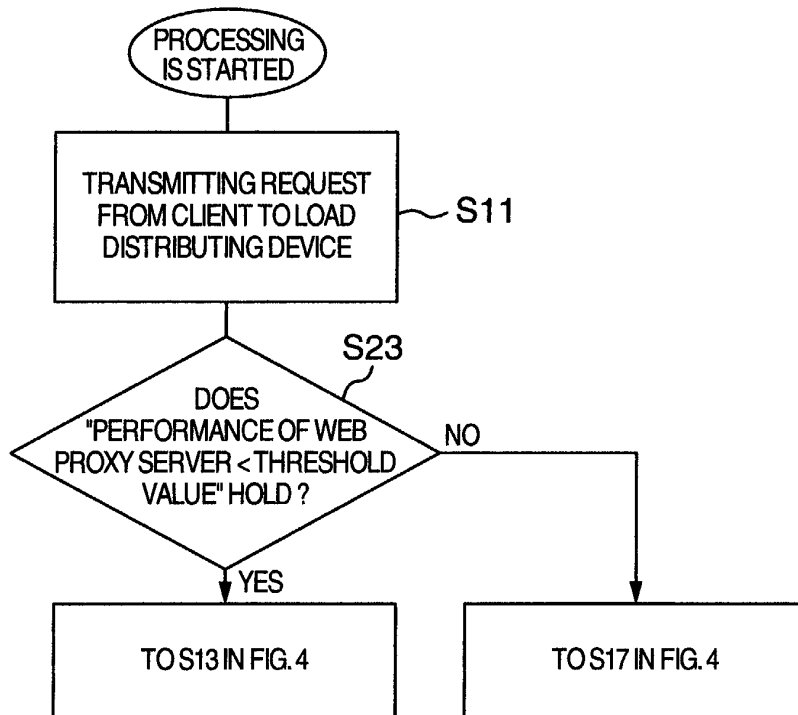 PROCESSING
IS STARTED
TRANSMITTING REQUEST
FROM CLIENT TO LOAD
DISTRIBUTING DEVICE
S11
S23
DOES
"PERFORMANCE OF WEB
PROXY SERVER < THRESHOLD
VALUE" HOLD ?
NO
YES
TO S13 IN FIG. 4
TO S17 IN FIG. 4